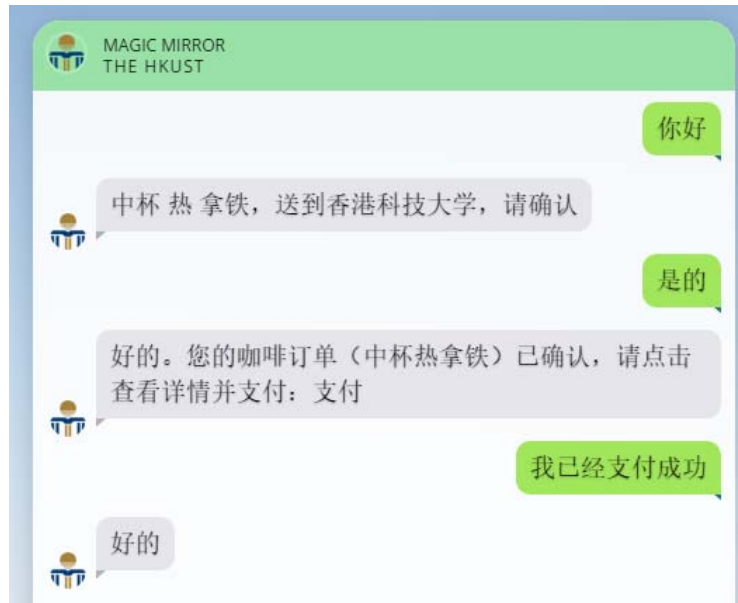 MAGIC MIRROR
THE HKUST
你好
中杯 热 拿铁，送到香港科技大学，请确认
是的
好的。您的咖啡订单（中杯热拿铁）已确认，请点击
查看详情并支付：支付
我已经支付成功
好的